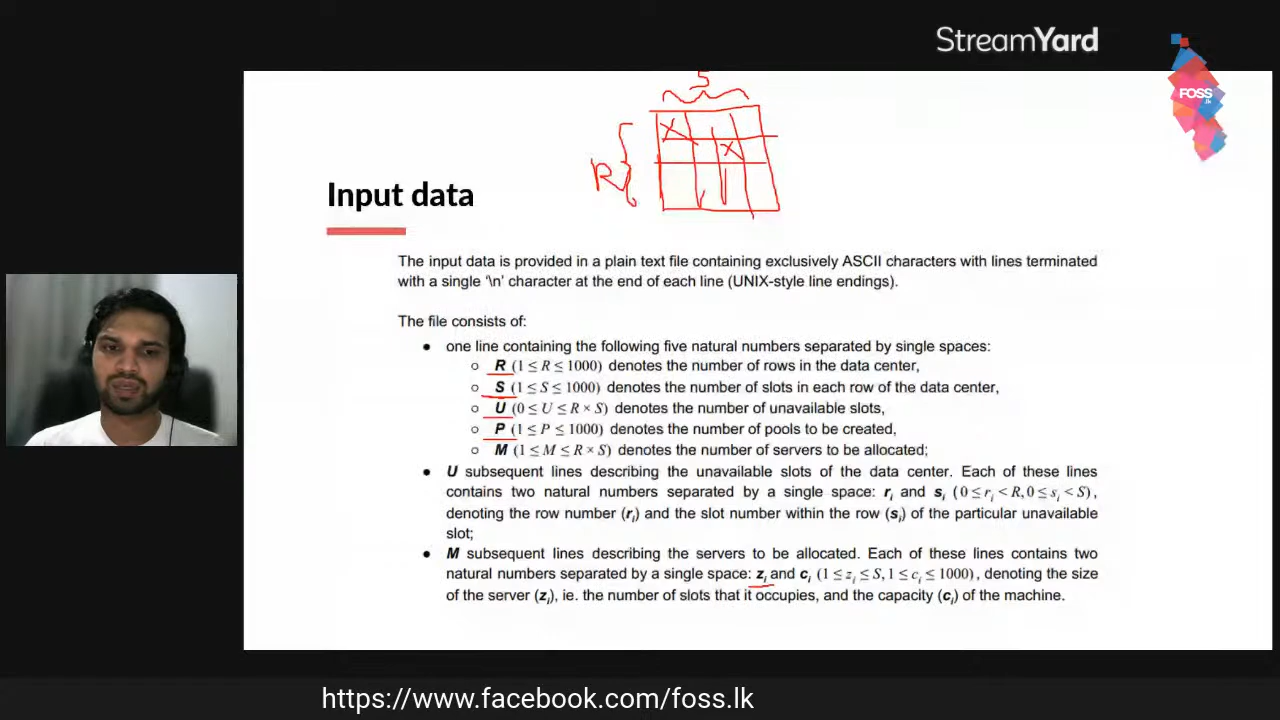 StreamYard
FOSS
.lk
S
R
X
X
Input data
The input data is provided in a plain text file containing exclusively ASCII characters with lines terminated
with a single '\n' character at the end of each line (UNIX-style line endings).
The file consists of:
● one line containing the following five natural numbers separated by single spaces:
○ R (1 ≤ R ≤ 1000) denotes the number of rows in the data center,
○ S (1 ≤ S ≤ 1000) denotes the number of slots in each row of the data center,
○ U (0 ≤ U ≤ R × S) denotes the number of unavailable slots,
○ P (1 ≤ P ≤ 1000) denotes the number of pools to be created,
○ M (1 ≤ M ≤ R × S) denotes the number of servers to be allocated;
● U subsequent lines describing the unavailable slots of the data center. Each of these lines
contains two natural numbers separated by a single space: rᵢ and sᵢ (0 ≤ rᵢ < R, 0 ≤ sᵢ < S),
denoting the row number (rᵢ) and the slot number within the row (sᵢ) of the particular unavailable
slot;
● M subsequent lines describing the servers to be allocated. Each of these lines contains two
natural numbers separated by a single space: zᵢ and cᵢ (1 ≤ zᵢ ≤ S, 1 ≤ cᵢ ≤ 1000), denoting the size
of the server (zᵢ), ie. the number of slots that it occupies, and the capacity (cᵢ) of the machine.
https://www.facebook.com/foss.lk